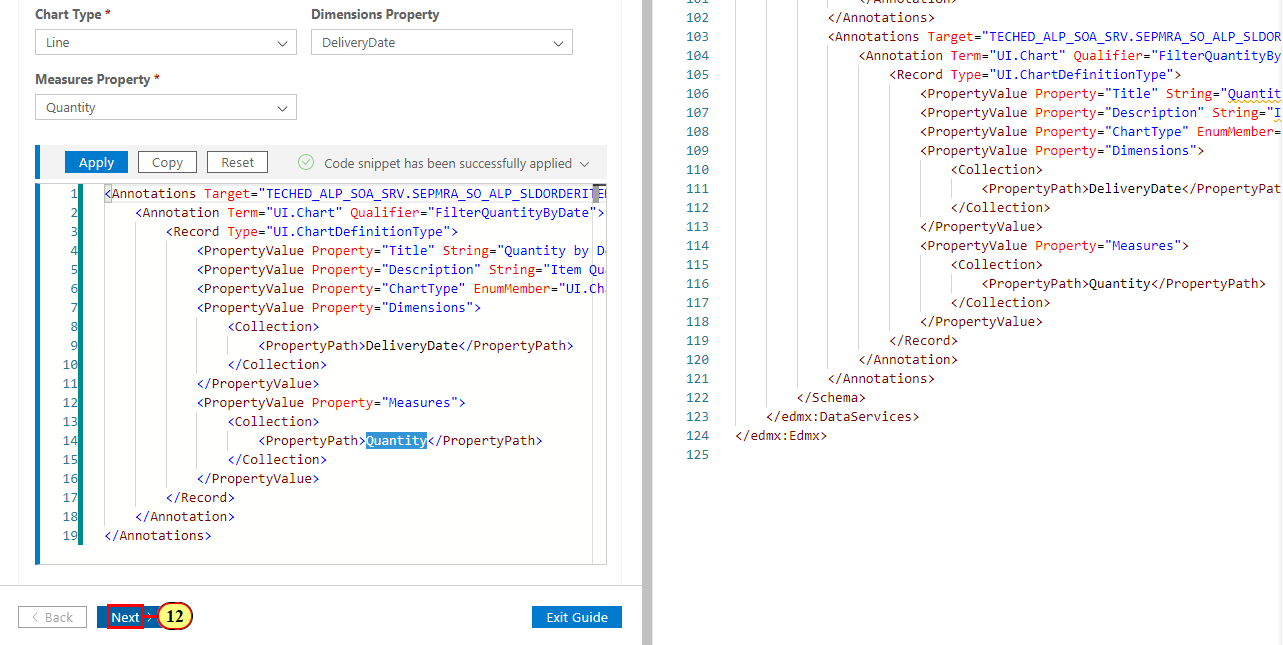 Chart Type * Dimensions Property
Line DeliveryDate
Measures Property *
Quantity
Apply Copy Reset Code snippet has been successfully applied
1 <Annotations Target="TECHED_ALP_SOA_SRV.SEPMRA_SO_ALP_SLDORDERITE
2 <Annotation Term="UI.Chart" Qualifier="FilterQuantityByDate">
3 <Record Type="UI.ChartDefinitionType">
4 <PropertyValue Property="Title" String="Quantity by D
5 <PropertyValue Property="Description" String="Item Qu
6 <PropertyValue Property="ChartType" EnumMember="UI.Ch
7 <PropertyValue Property="Dimensions">
8 <Collection>
9 <PropertyPath>DeliveryDate</PropertyPath>
10 </Collection>
11 </PropertyValue>
12 <PropertyValue Property="Measures">
13 <Collection>
14 <PropertyPath>Quantity</PropertyPath>
15 </Collection>
16 </PropertyValue>
17 </Record>
18 </Annotation>
19 </Annotations>
Back Next 12 Exit Guide
101 </Annotation>
102 </Annotations>
103 <Annotations Target="TECHED_ALP_SOA_SRV.SEPMRA_SO_ALP_SLDOR
104 <Annotation Term="UI.Chart" Qualifier="FilterQuantityBy
105 <Record Type="UI.ChartDefinitionType">
106 <PropertyValue Property="Title" String="Quantit
107 <PropertyValue Property="Description" String="I
108 <PropertyValue Property="ChartType" EnumMember=
109 <PropertyValue Property="Dimensions">
110 <Collection>
111 <PropertyPath>DeliveryDate</PropertyPat
112 </Collection>
113 </PropertyValue>
114 <PropertyValue Property="Measures">
115 <Collection>
116 <PropertyPath>Quantity</PropertyPath>
117 </Collection>
118 </PropertyValue>
119 </Record>
120 </Annotation>
121 </Annotations>
122 </Schema>
123 </edmx:DataServices>
124 </edmx:Edmx>
125